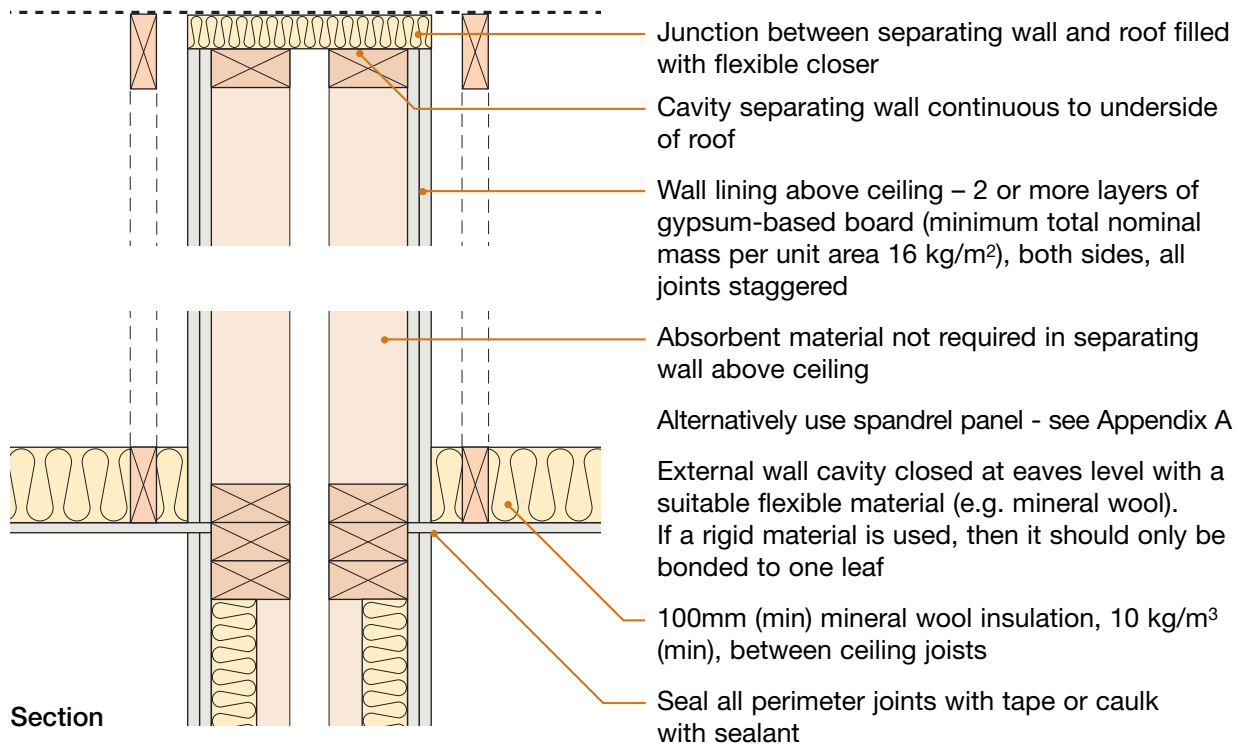 Junction between separating wall and roof filled
with flexible closer
Cavity separating wall continuous to underside
of roof
Wall lining above ceiling – 2 or more layers of
gypsum-based board (minimum total nominal
mass per unit area 16 kg/m²), both sides, all
joints staggered
Absorbent material not required in separating
wall above ceiling
Alternatively use spandrel panel - see Appendix A
External wall cavity closed at eaves level with a
suitable flexible material (e.g. mineral wool).
If a rigid material is used, then it should only be
bonded to one leaf
100mm (min) mineral wool insulation, 10 kg/m³
(min), between ceiling joists
Seal all perimeter joints with tape or caulk
with sealant
Section